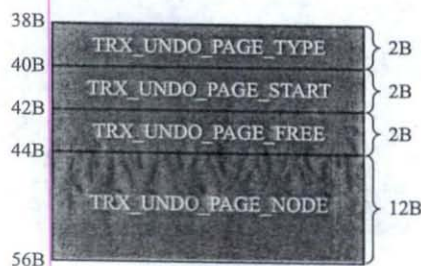 38B
TRX_UNDO_PAGE_TYPE 2B
40B
TRX_UNDO_PAGE_START 2B
42B
TRX_UNDO_PAGE_FREE 2B
44B
TRX_UNDO_PAGE_NODE 12B
56B